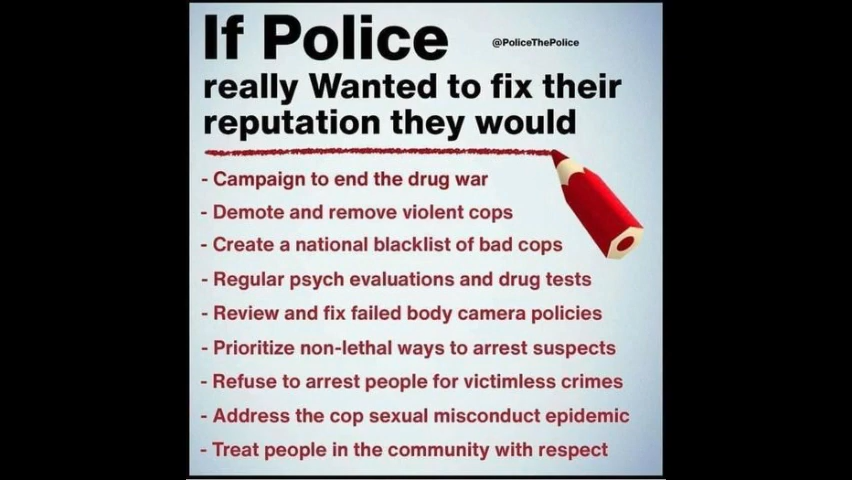 If Police
@PoliceThePolice
really Wanted to fix their
reputation they would
- Campaign to end the drug war
- Demote and remove violent cops
- Create a national blacklist of bad cops
- Regular psych evaluations and drug tests
- Review and fix failed body camera policies
- Prioritize non-lethal ways to arrest suspects
- Refuse to arrest people for victimless crimes
- Address the cop sexual misconduct epidemic
- Treat people in the community with respect